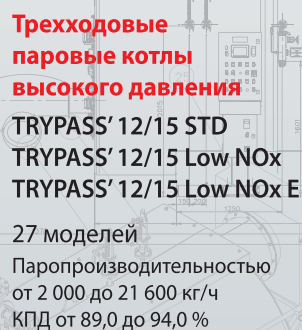 Трехходовые
паровые котлы
высокого давления
TRYPASS’ 12/15 STD
TRYPASS’ 12/15 Low NOx
TRYPASS’ 12/15 Low NOx E
27 моделей
Паропроизводительностью
от 2 000 до 21 600 кг/ч
КПД от 89,0 до 94,0 %